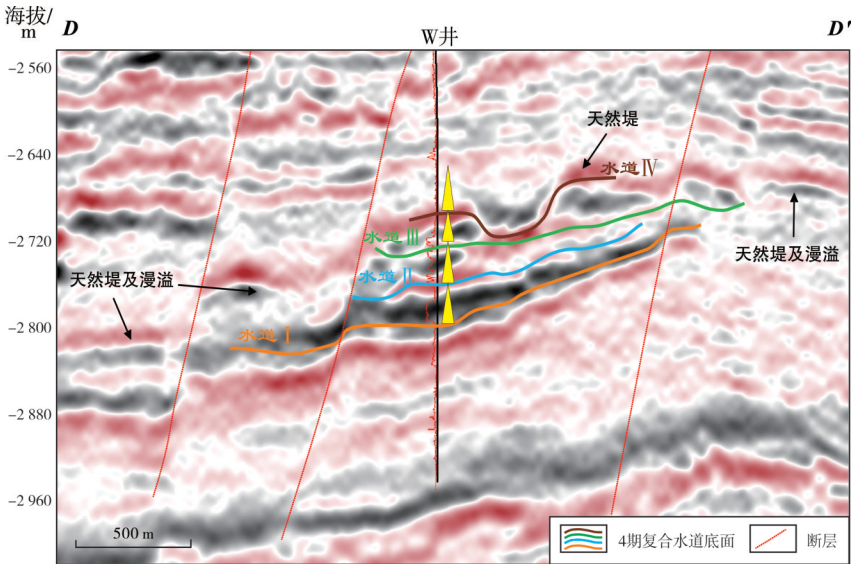 海拔/
m
D
D'
W井
-2 560
-2 640
-2 720
-2 800
-2 880
-2 960
天然堤
水道Ⅳ
水道Ⅲ
水道Ⅱ
水道Ⅰ
天然堤及漫溢
天然堤及漫溢
500 m
4期复合水道底面
断层